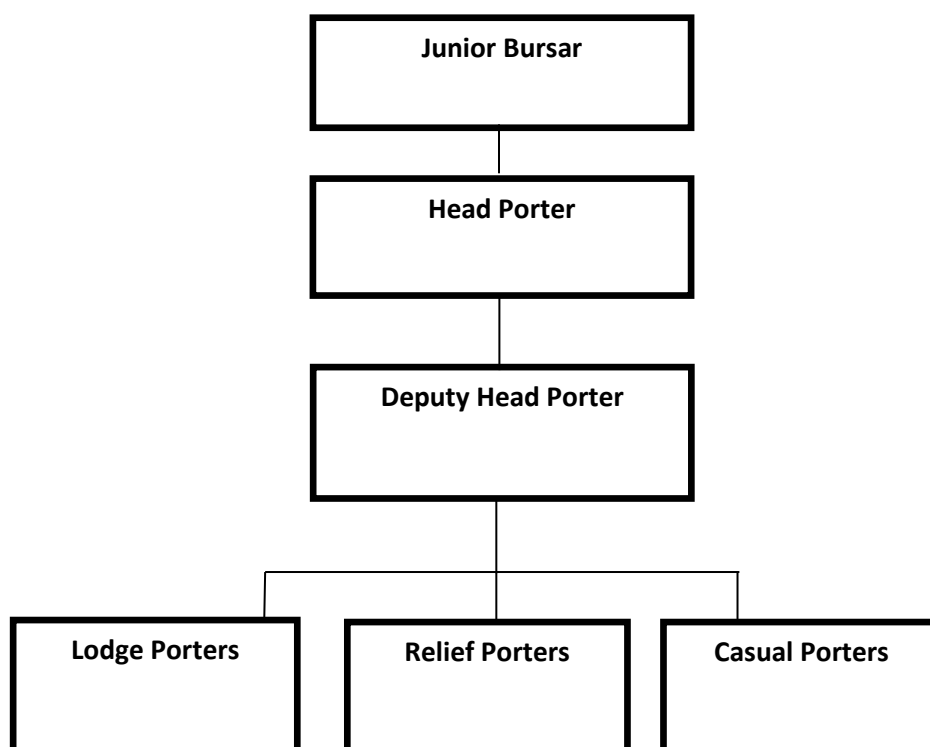 Junior Bursar
Head Porter
Deputy Head Porter
Lodge Porters
Relief Porters
Casual Porters